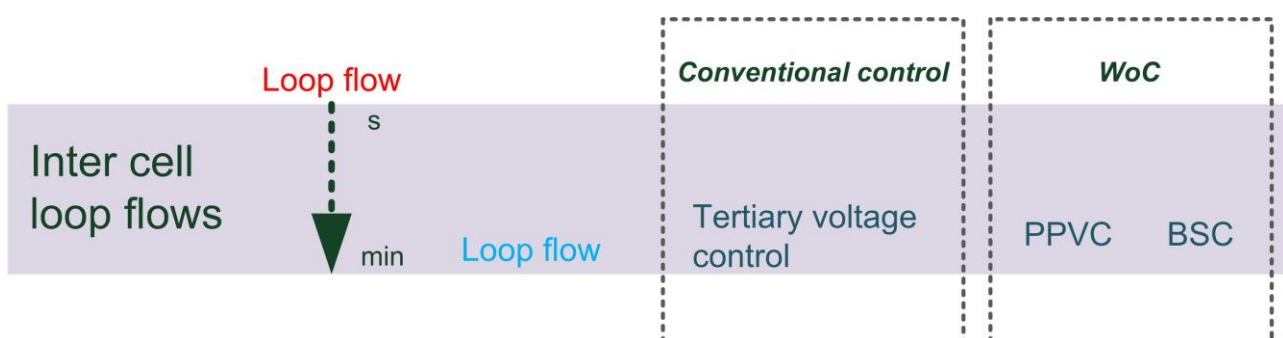 Loop flow
Conventional control
WoC
s
Inter cell
loop flows
min
Loop flow
Tertiary voltage
control
PPVC
BSC